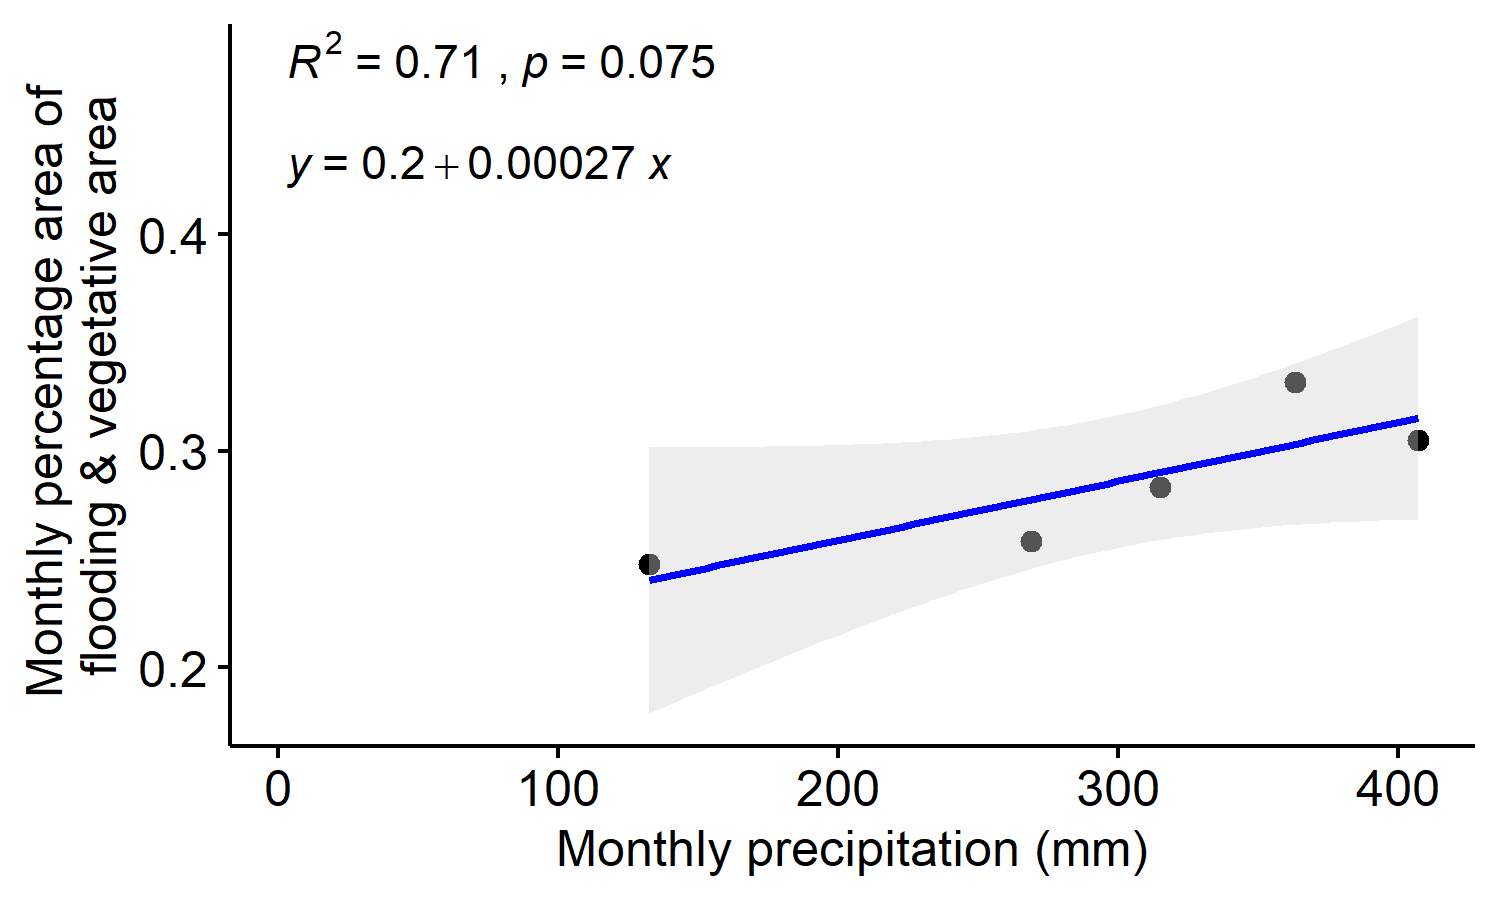 R² = 0.71 , p = 0.075
y = 0.2 + 0.00027 x
Monthly percentage area of
flooding & vegetative area
0.4
0.3
0.2
0 100 200 300 400
Monthly precipitation (mm)